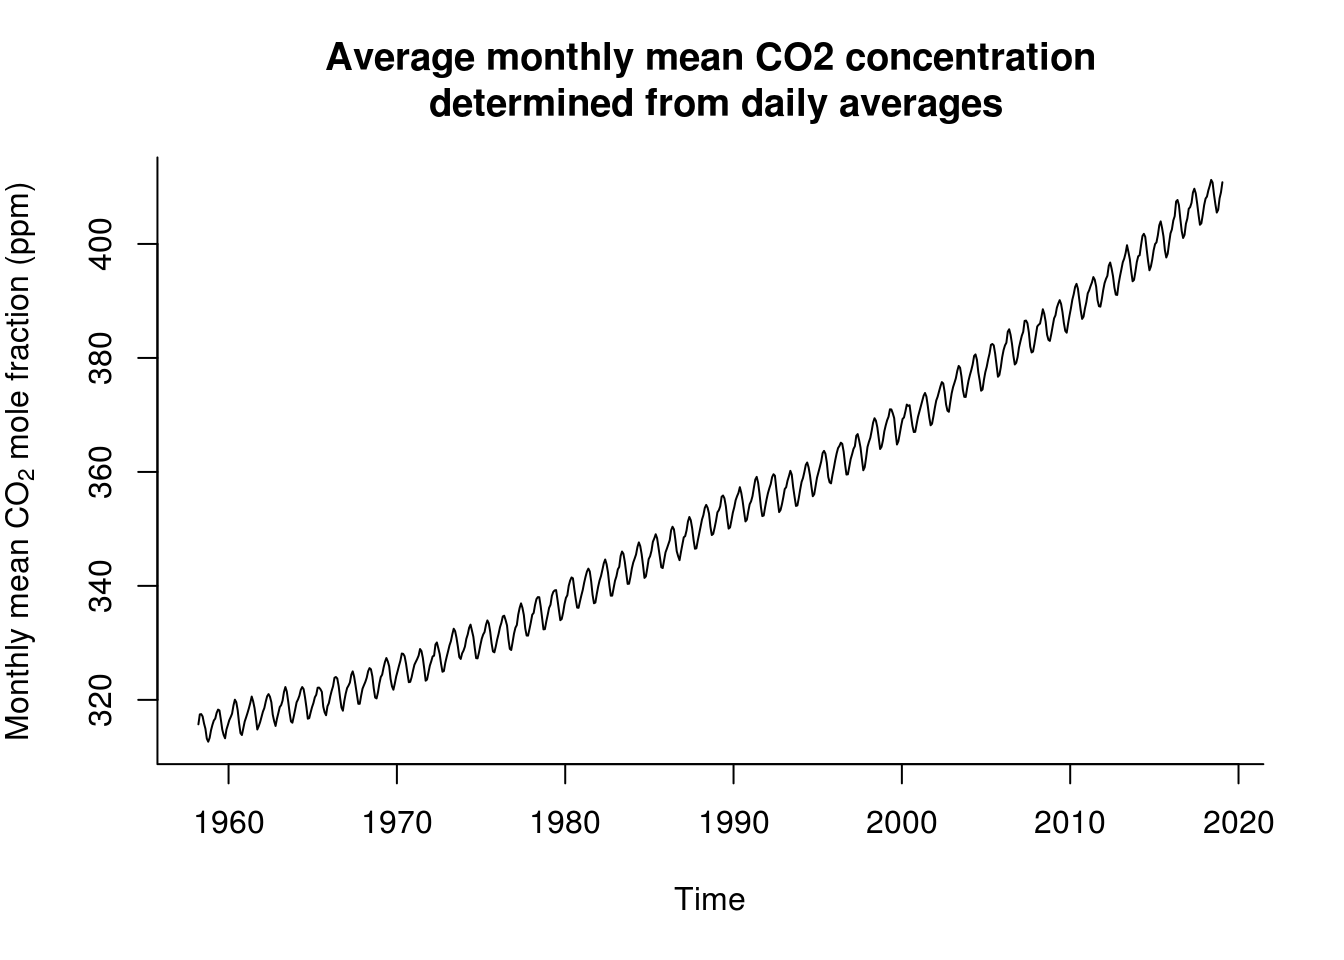 Average monthly mean CO2 concentration
determined from daily averages
Monthly mean CO₂ mole fraction (ppm)
400
380
360
340
320
1960 1970 1980 1990 2000 2010 2020
Time